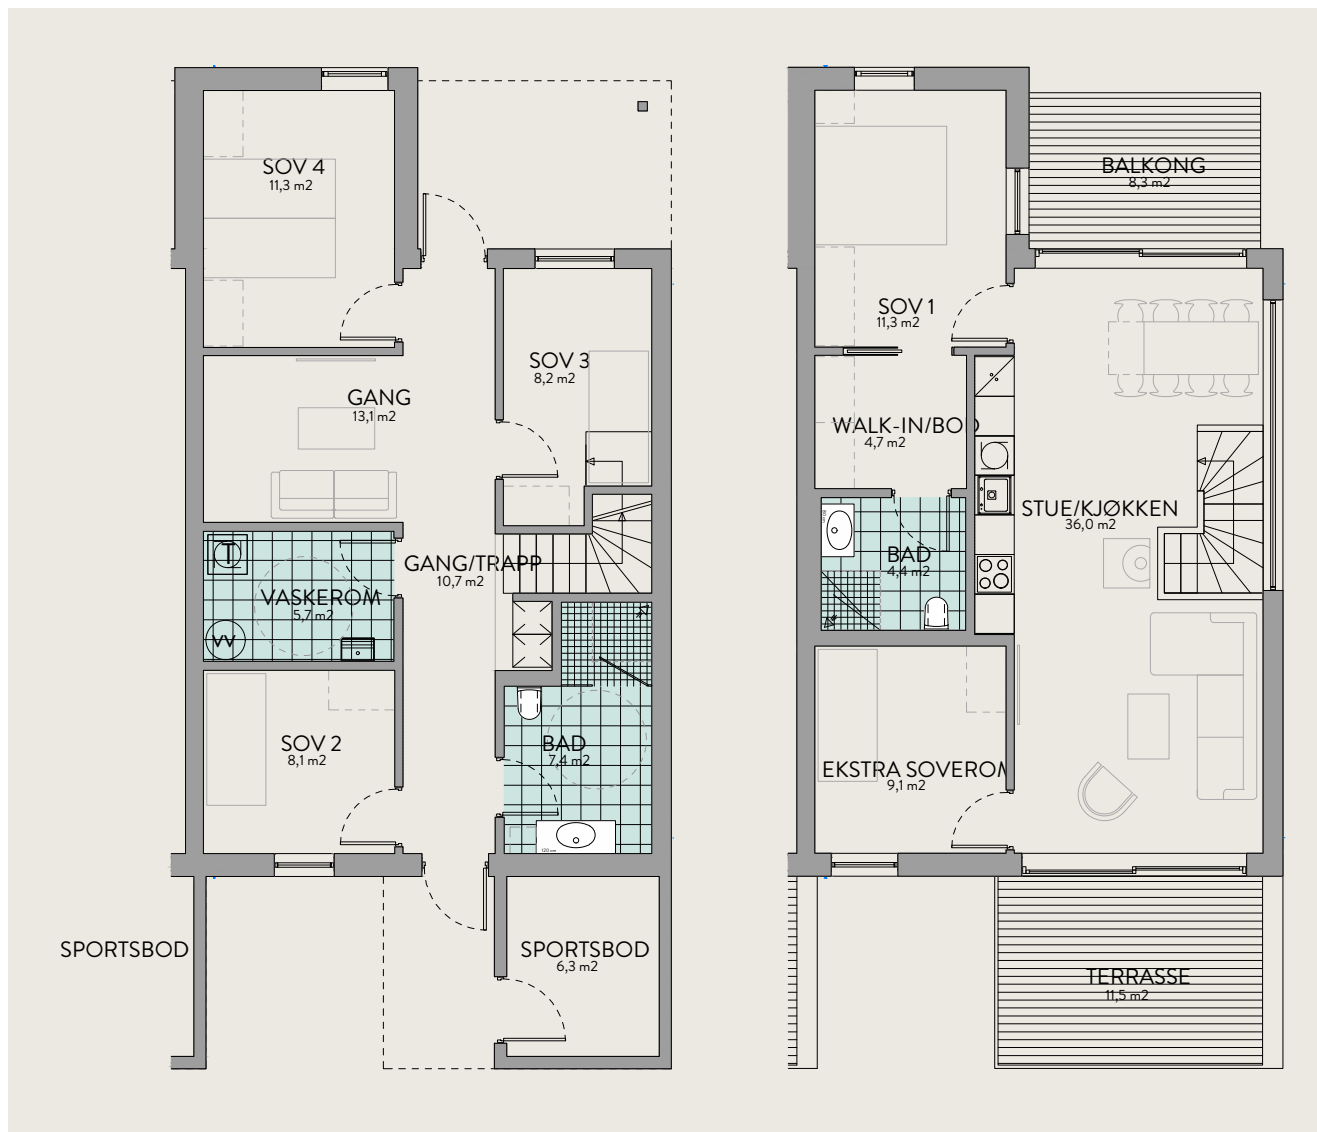 SOV 4
11,3 m2
SOV 3
8,2 m2
GANG
13,1 m2
GANG/TRAPP
10,7 m2
T
VASKEROM
5,7 m2
VV
SOV 2
8,1 m2
BAD
7,4 m2
120 cm
SPORTSBOD
SPORTSBOD
6,3 m2
BALKONG
8,3 m2
SOV 1
11,3 m2
WALK-IN/BOD
4,7 m2
STUE/KJØKKEN
36,0 m2
BAD
4,4 m2
EKSTRA SOVEROM
9,1 m2
TERRASSE
11,5 m2